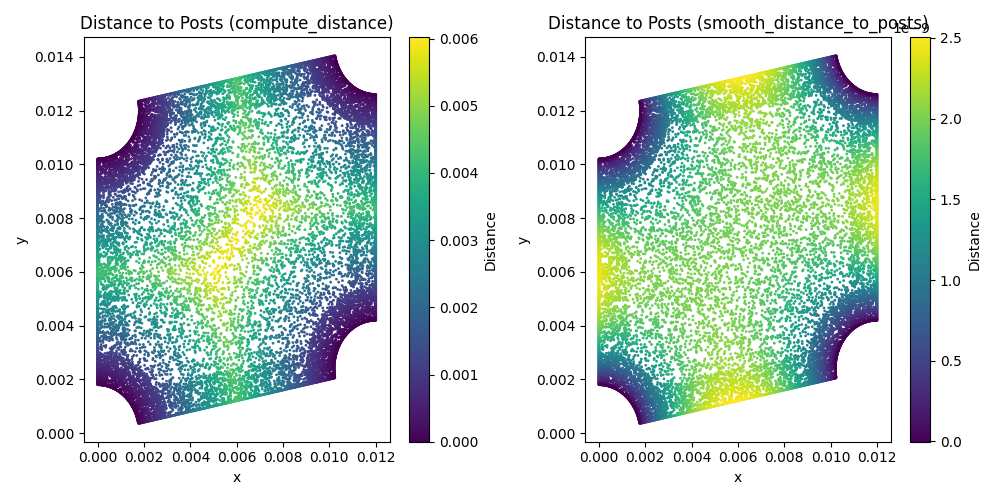 Distance to Posts (compute_distance)
0.014
0.012
0.010
0.008
0.006
0.004
0.002
0.000
y
0.000 0.002 0.004 0.006 0.008 0.010 0.012
x
0.006
0.005
0.004
0.003
0.002
0.001
0.000
Distance
Distance to Posts (smooth_distance_to_posts)
1e−9
0.014
0.012
0.010
0.008
0.006
0.004
0.002
0.000
y
0.000 0.002 0.004 0.006 0.008 0.010 0.012
x
2.5
2.0
1.5
1.0
0.5
0.0
Distance